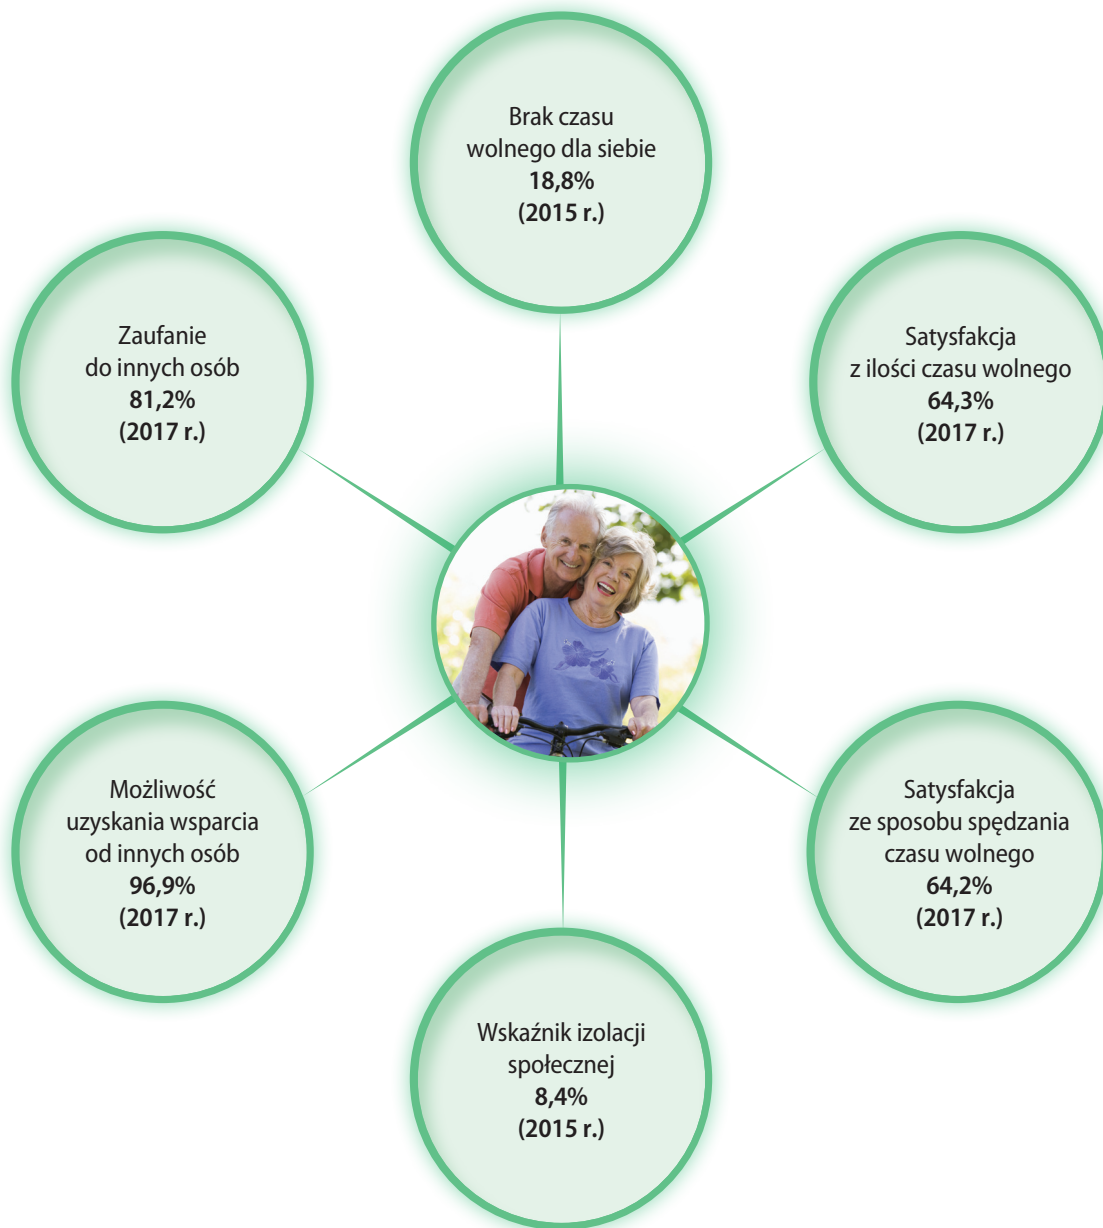 Brak czasu
wolnego dla siebie
18,8%
(2015 r.)
Zaufanie
do innych osób
81,2%
(2017 r.)
Satysfakcja
z ilości czasu wolnego
64,3%
(2017 r.)
Możliwość
uzyskania wsparcia
od innych osób
96,9%
(2017 r.)
Satysfakcja
ze sposobu spędzania
czasu wolnego
64,2%
(2017 r.)
Wskaźnik izolacji
społecznej
8,4%
(2015 r.)